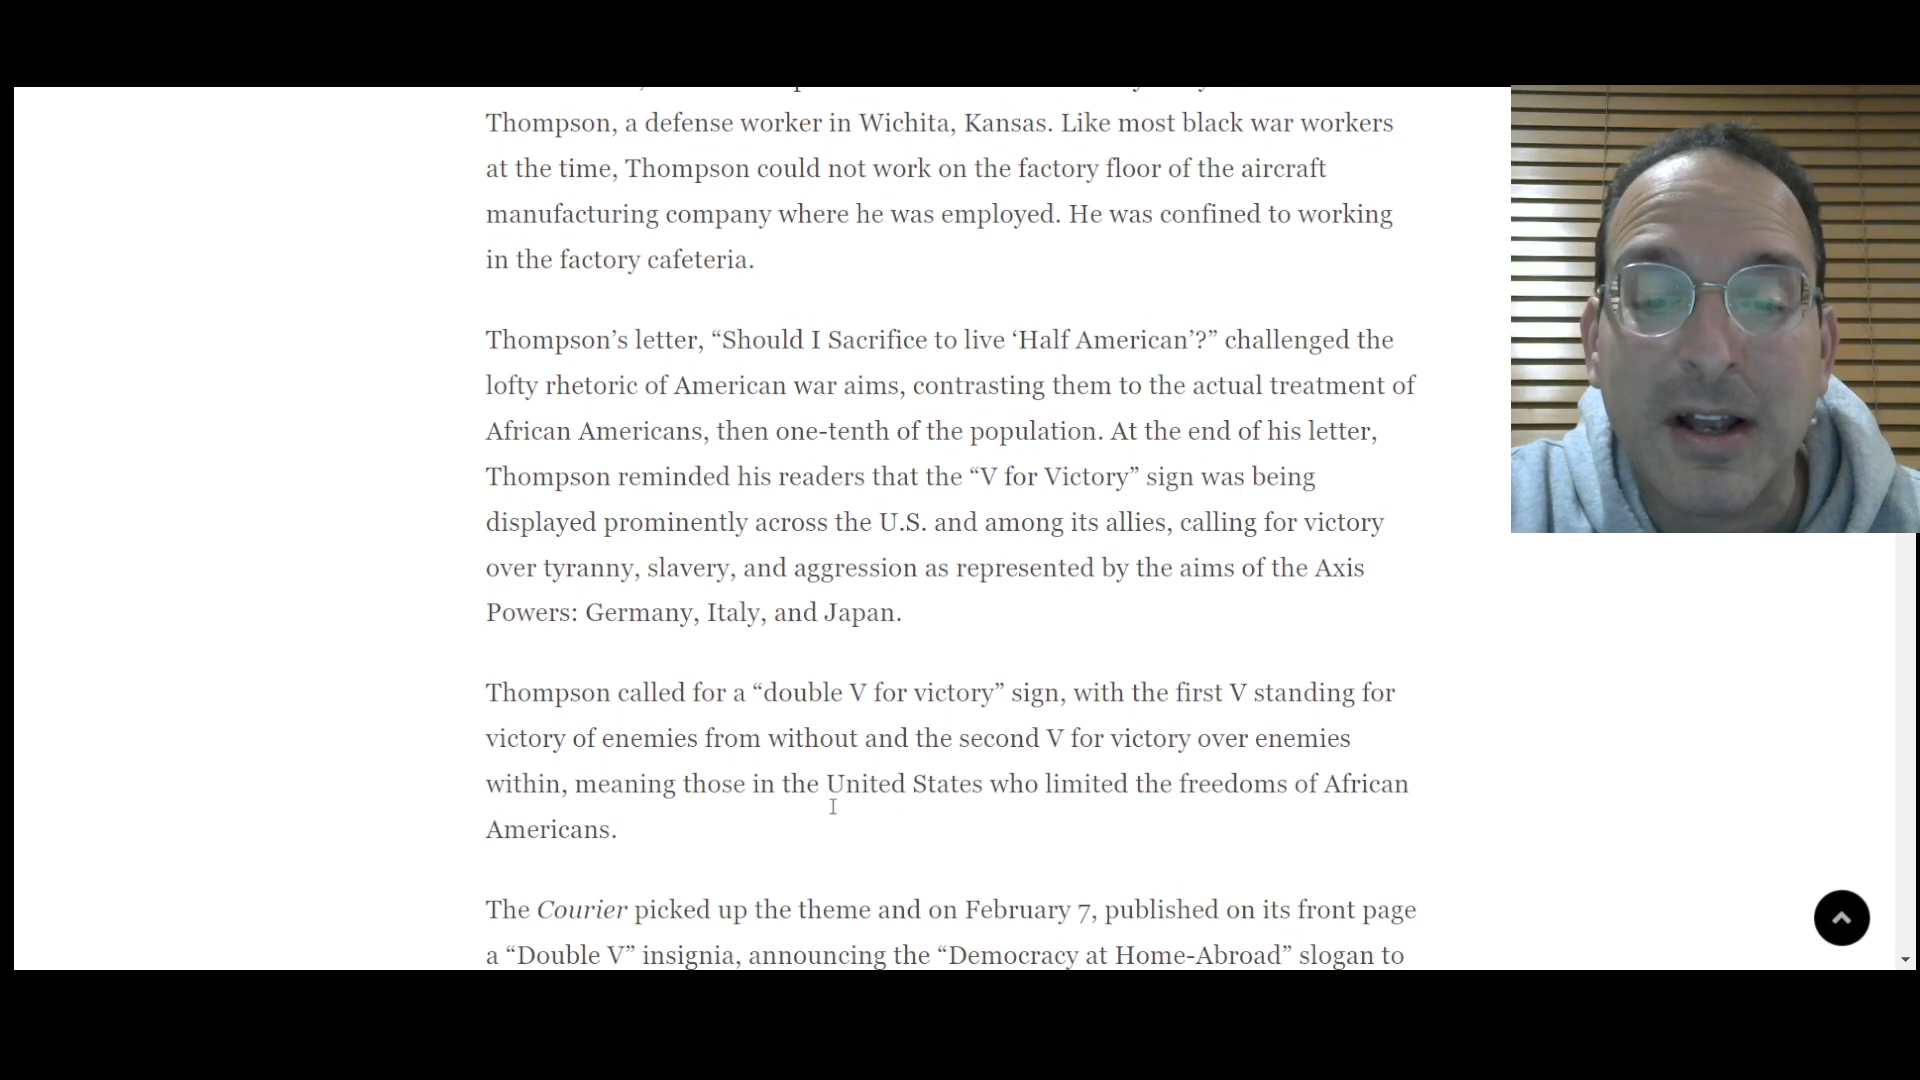 Thompson, a defense worker in Wichita, Kansas. Like most black war workers
at the time, Thompson could not work on the factory floor of the aircraft
manufacturing company where he was employed. He was confined to working
in the factory cafeteria.
Thompson’s letter, “Should I Sacrifice to live ‘Half American’?” challenged the
lofty rhetoric of American war aims, contrasting them to the actual treatment of
African Americans, then one-tenth of the population. At the end of his letter,
Thompson reminded his readers that the “V for Victory” sign was being
displayed prominently across the U.S. and among its allies, calling for victory
over tyranny, slavery, and aggression as represented by the aims of the Axis
Powers: Germany, Italy, and Japan.
Thompson called for a “double V for victory” sign, with the first V standing for
victory of enemies from without and the second V for victory over enemies
within, meaning those in the United States who limited the freedoms of African
Americans.
The Courier picked up the theme and on February 7, published on its front page
a “Double V” insignia, announcing the “Democracy at Home-Abroad” slogan to